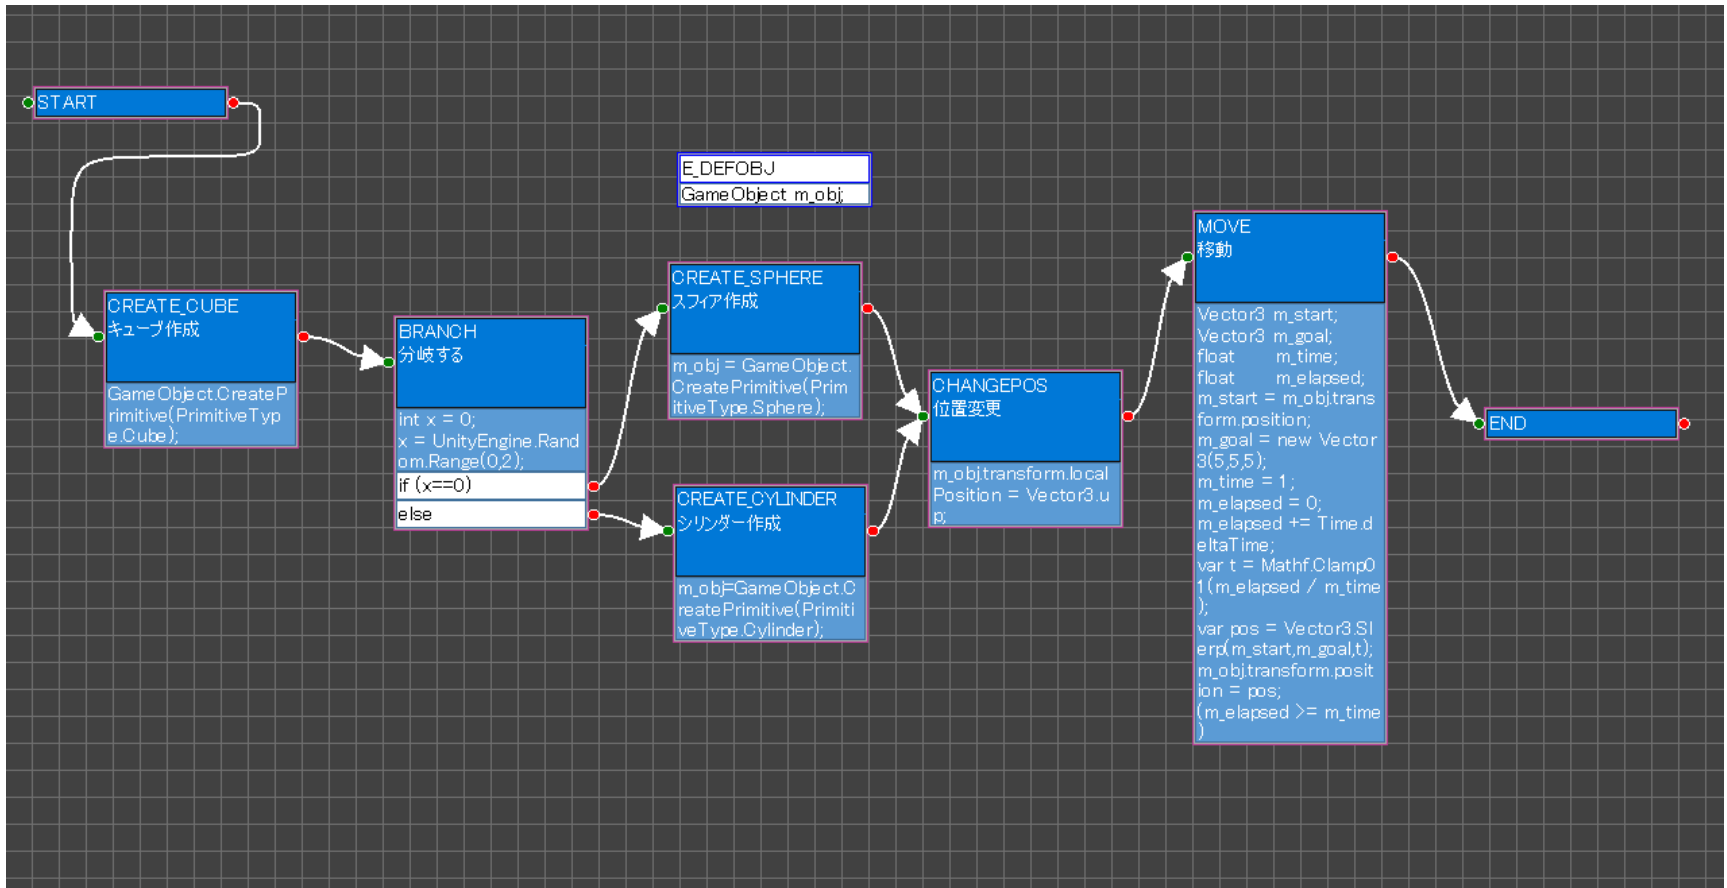 START
E_DEFOBJ
GameObject m_obj;
CREATE_CUBE
キューブ作成
GameObject.CreateP
rimitive(PrimitiveTyp
e.Cube);
BRANCH
分岐する
int x = 0;
x = UnityEngine.Rand
om.Range(0,2);
if (x==0)
else
CREATE_SPHERE
スフィア作成
m_obj = GameObject.
CreatePrimitive(Prim
itiveType.Sphere);
CREATE_CYLINDER
シリンダー作成
m_obj=GameObject.C
reatePrimitive(Primiti
veType.Cylinder);
CHANGEPOS
位置変更
m_obj.transform.local
Position = Vector3.u
p;
MOVE
移動
Vector3 m_start;
Vector3 m_goal;
float m_time;
float m_elapsed;
m_start = m_obj.trans
form.position;
m_goal = new Vector
3(5,5,5);
m_time = 1;
m_elapsed = 0;
m_elapsed += Time.d
eltaTime;
var t = Mathf.Clamp0
1(m_elapsed / m_time
);
var pos = Vector3.Sl
erp(m_start,m_goal,t);
m_obj.transform.posit
ion = pos;
(m_elapsed >= m_time
)
END